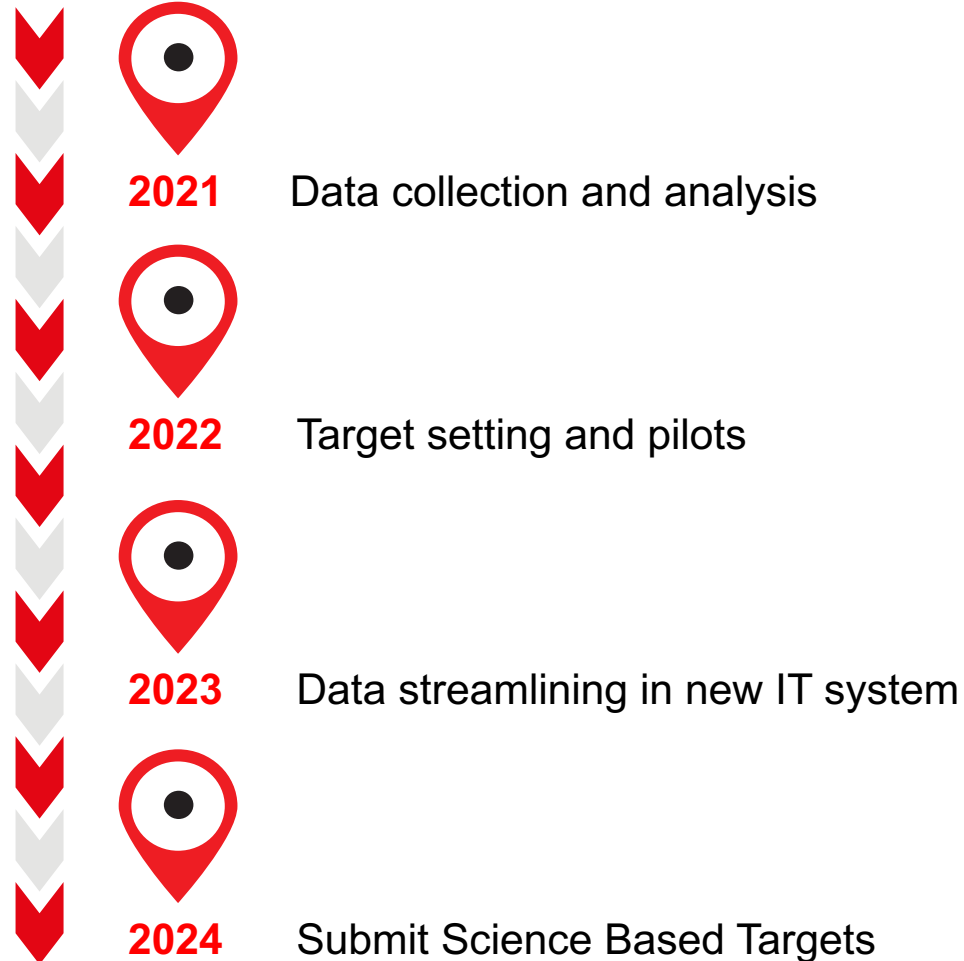 2021 Data collection and analysis
2022 Target setting and pilots
2023 Data streamlining in new IT system
2024 Submit Science Based Targets